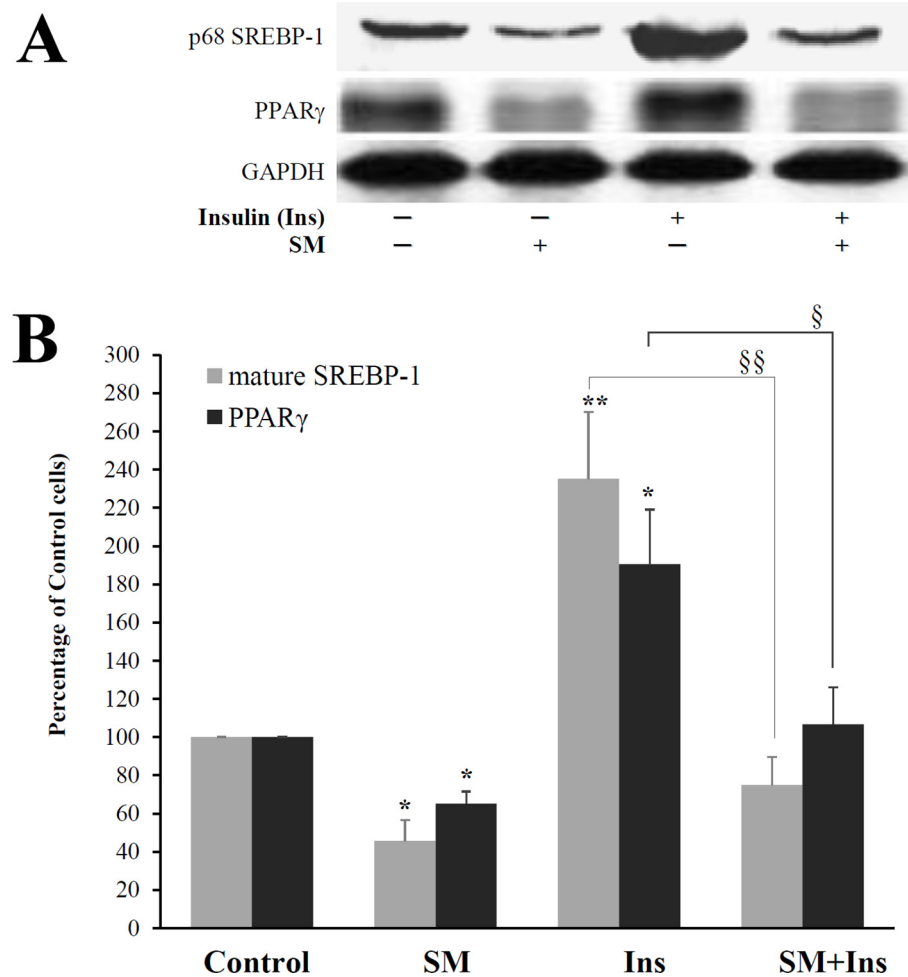 A
p68 SREBP-1
PPARγ
GAPDH
Insulin (Ins) − − + +
SM − + − +
B
§
§§
300
280
260
240
220
200
180
160
140
120
100
80
60
40
20
0
Percentage of Control cells)
mature SREBP-1
PPARγ
**
*
* *
Control SM Ins SM+Ins